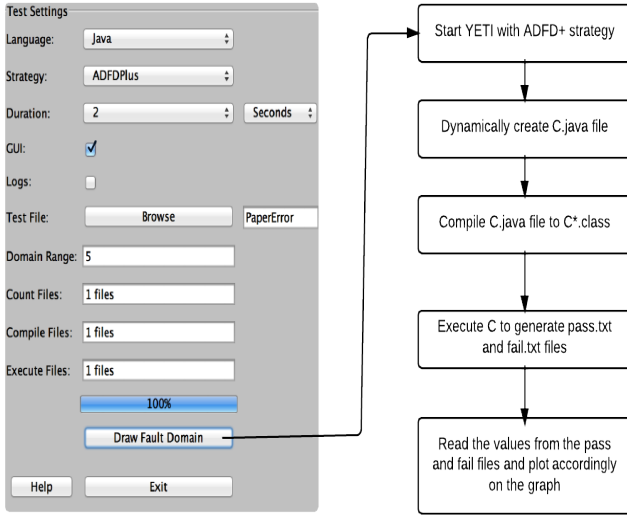 Test Settings
Language: Java
Strategy: ADFDPlus
Duration: 2 Seconds
GUI:
Logs:
Test File: Browse PaperError
Domain Range: 5
Count Files: 1 files
Compile Files: 1 files
Execute Files: 1 files
100%
Draw Fault Domain
Help Exit
Start YETI with ADFD+ strategy
Dynamically create C.java file
Compile C.java file to C*.class
Execute C to generate pass.txt
and fail.txt files
Read the values from the pass
and fail files and plot accordingly
on the graph